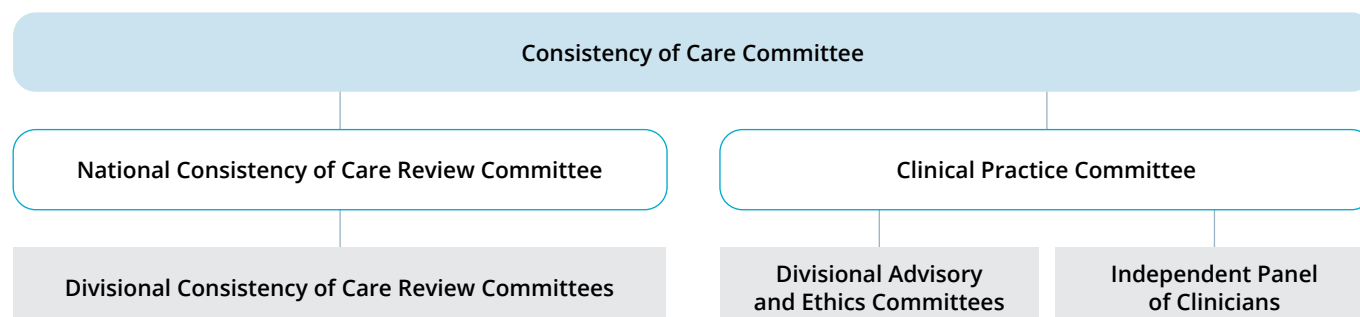 Consistency of Care Committee
National Consistency of Care Review Committee
Clinical Practice Committee
Divisional Consistency of Care Review Committees
Divisional Advisory
and Ethics Committees
Independent Panel
of Clinicians